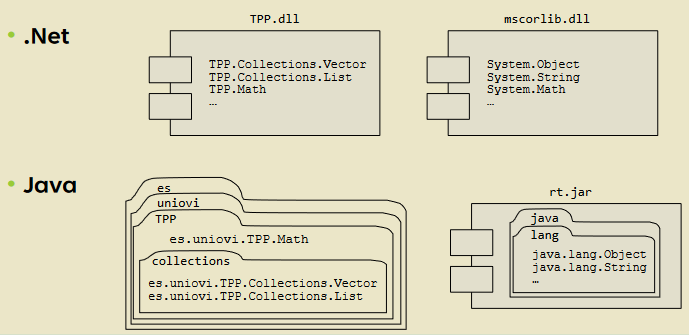 • .Net
TPP.dll
TPP.Collections.Vector
TPP.Collections.List
TPP.Math
…
mscorlib.dll
System.Object
System.String
System.Math
…
• Java
es
uniovi
TPP
es.uniovi.TPP.Math
collections
es.uniovi.TPP.Collections.Vector
es.uniovi.TPP.Collections.List
rt.jar
java
lang
java.lang.Object
java.lang.String
…